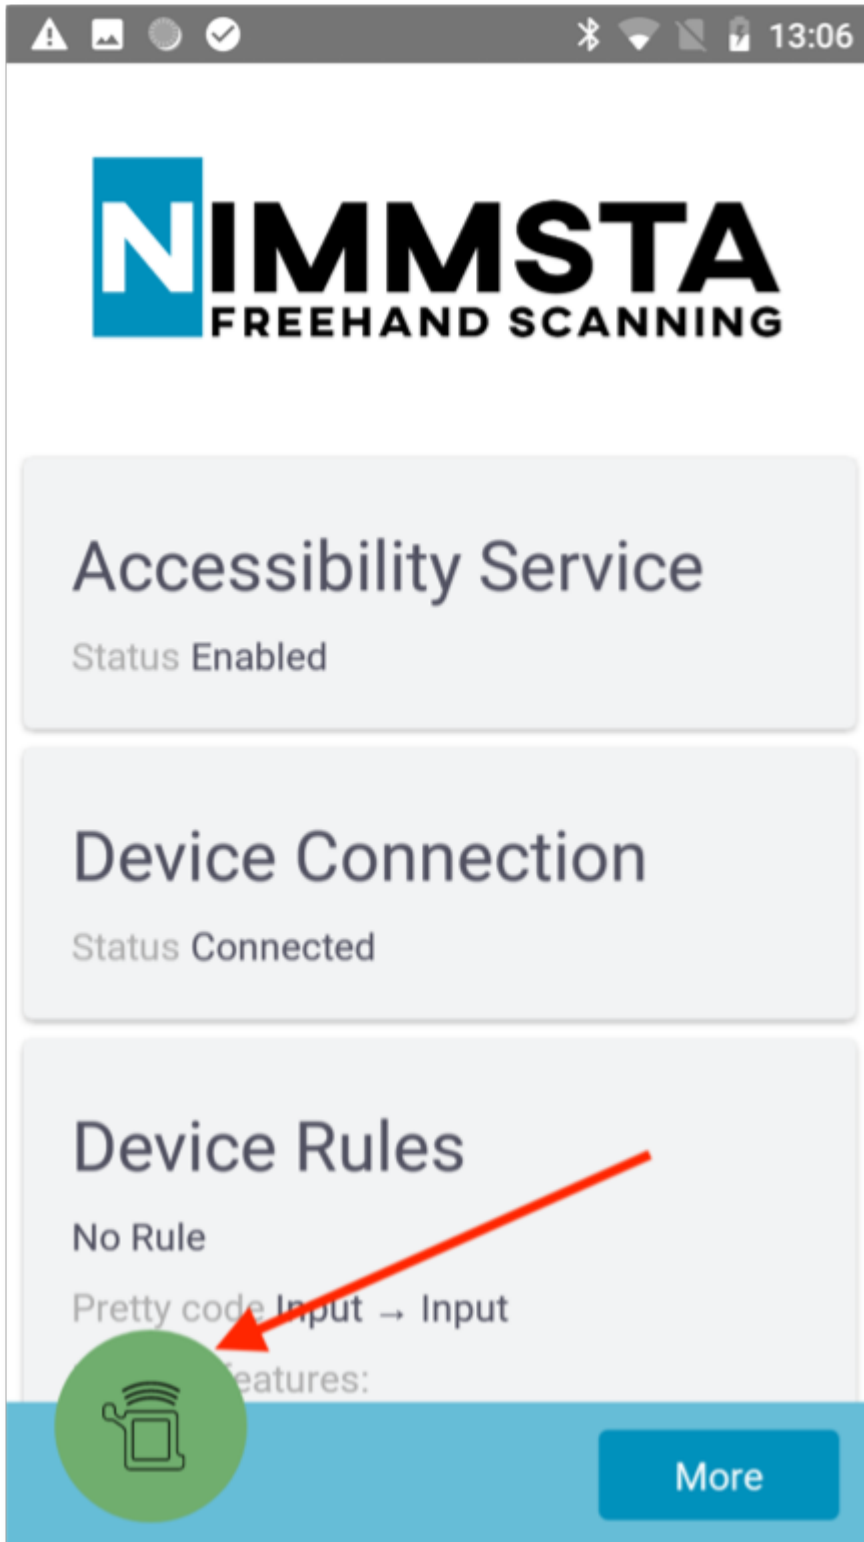 13:06
NIMMSTA
FREEHAND SCANNING
Accessibility Service
Status Enabled
Device Connection
Status Connected
Device Rules
No Rule
Pretty code Input → Input
eatures:
More